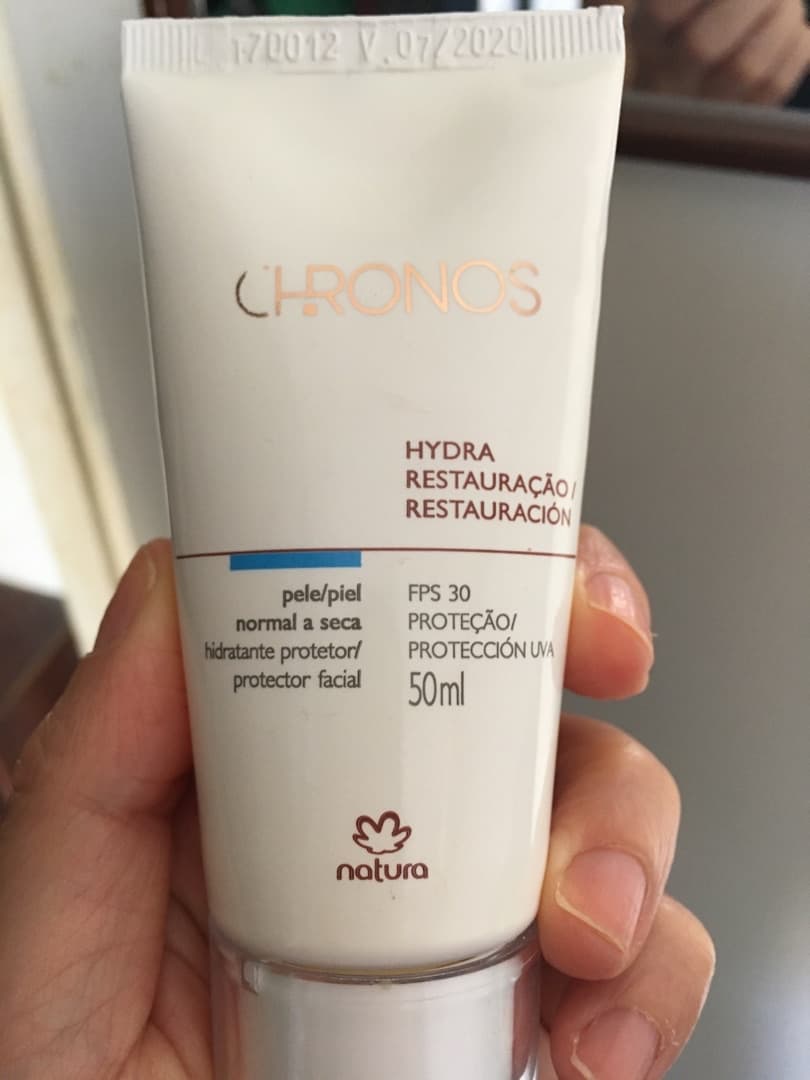 170012 V.07/2020
CHRONOS
HYDRA
RESTAURAÇÃO/
RESTAURACIÓN
pele/piel
normal a seca
hidratante protetor/
protector facial
FPS 30
PROTEÇÃO/
PROTECCIÓN UVA
50ml
natura